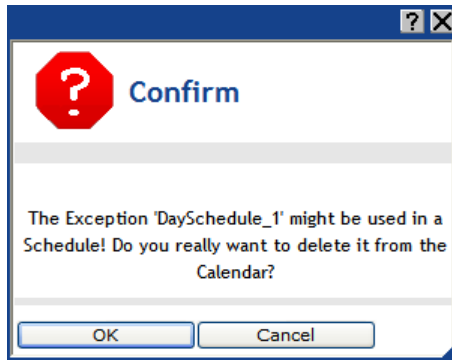 ?
Confirm
The Exception 'DaySchedule_1' might be used in a
Schedule! Do you really want to delete it from the
Calendar?
OK Cancel